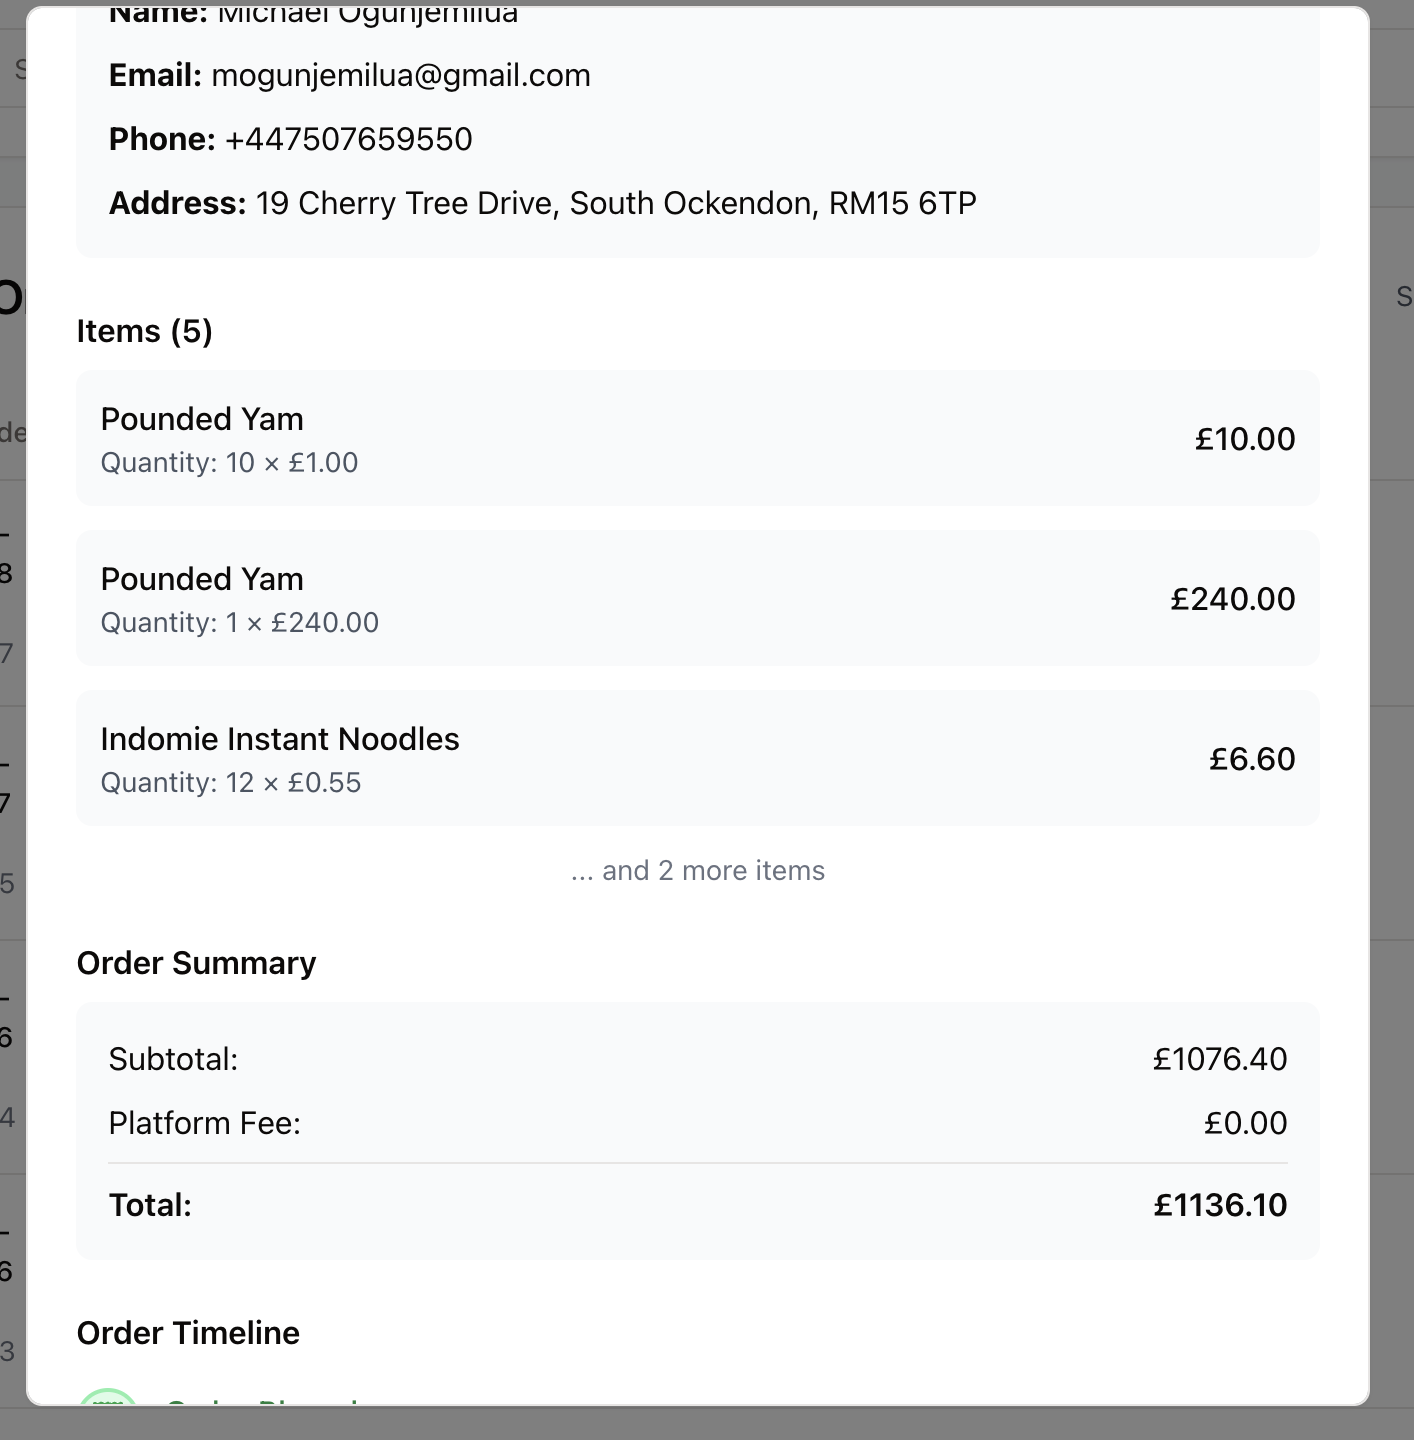 Name: Michael Ogunjemilua
Email: mogunjemilua@gmail.com
Phone: +447507659550
Address: 19 Cherry Tree Drive, South Ockendon, RM15 6TP
Items (5)
Pounded Yam
Quantity: 10 × £1.00
£10.00
Pounded Yam
Quantity: 1 × £240.00
£240.00
Indomie Instant Noodles
Quantity: 12 × £0.55
£6.60
... and 2 more items
Order Summary
Subtotal: £1076.40
Platform Fee: £0.00
Total: £1136.10
Order Timeline